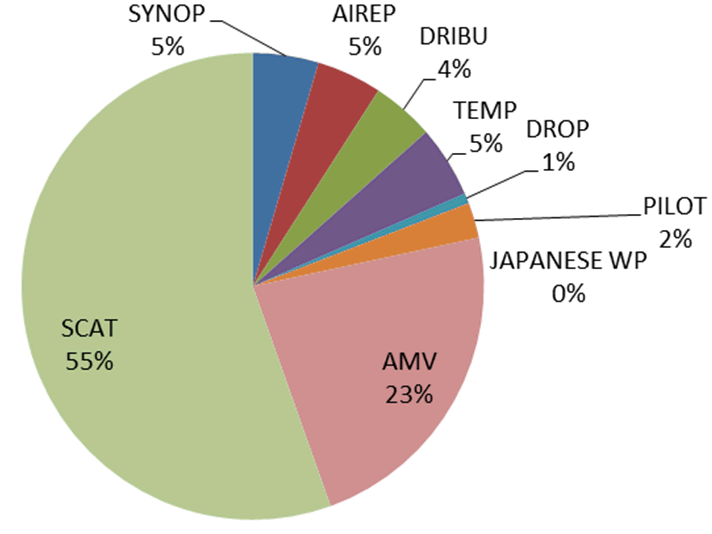 SYNOP
5%
AIREP
5%
DRIBU
4%
TEMP
5%
DROP
1%
PILOT
2%
JAPANESE WP
0%
AMV
23%
SCAT
55%